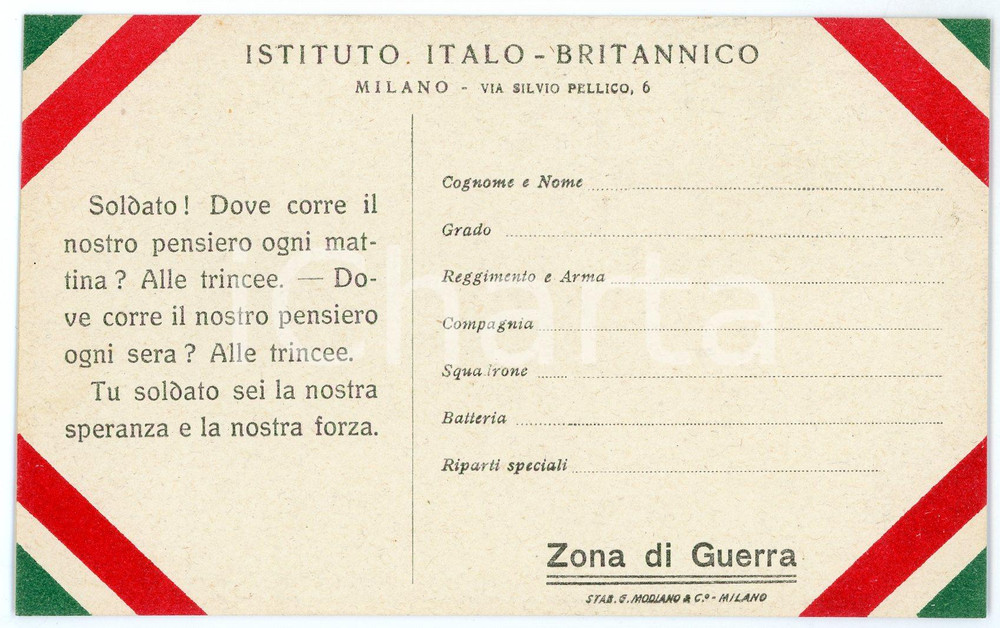 ISTITUTO. ITALO - BRITANNICO
MILANO - VIA SILVIO PELLICO, 6
Soldato! Dove corre il
nostro pensiero ogni mat-
tina? Alle trincee. — Do-
ve corre il nostro pensiero
ogni sera? Alle trincee.
Tu soldato sei la nostra
speranza e la nostra forza.
Cognome e Nome
Grado
Reggimento e Arma
Compagnia
Squadrone
Batteria
Riparti speciali
Zona di Guerra
STAB. G. MODIANO & C.º - MILANO
iCharta